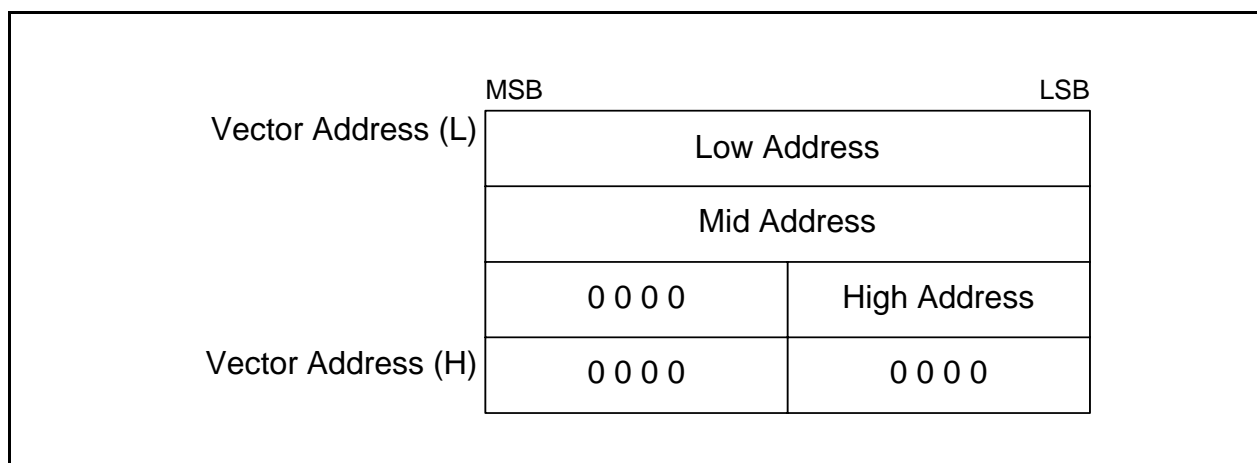 MSB LSB
Vector Address (L) Low Address
Mid Address
0 0 0 0 High Address
Vector Address (H) 0 0 0 0 0 0 0 0